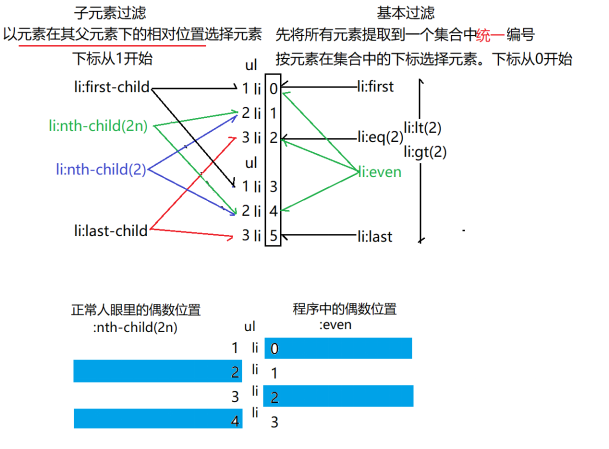 子元素过滤
以元素在其父元素下的相对位置选择元素
下标从1开始
基本过滤
先将所有元素提取到一个集合中统一编号
按元素在集合中的下标选择元素。下标从0开始
ul
li:first-child
1 li 0
li:first
li:nth-child(2n)
2 li 1
li:lt(2)
3 li 2
li:eq(2)
li:gt(2)
ul
li:nth-child(2)
li:even
1 li 3
2 li 4
li:last-child
3 li 5
li:last
正常人眼里的偶数位置
:nth-child(2n)
程序中的偶数位置
:even
ul
1 li 0
2 li 1
3 li 2
4 li 3